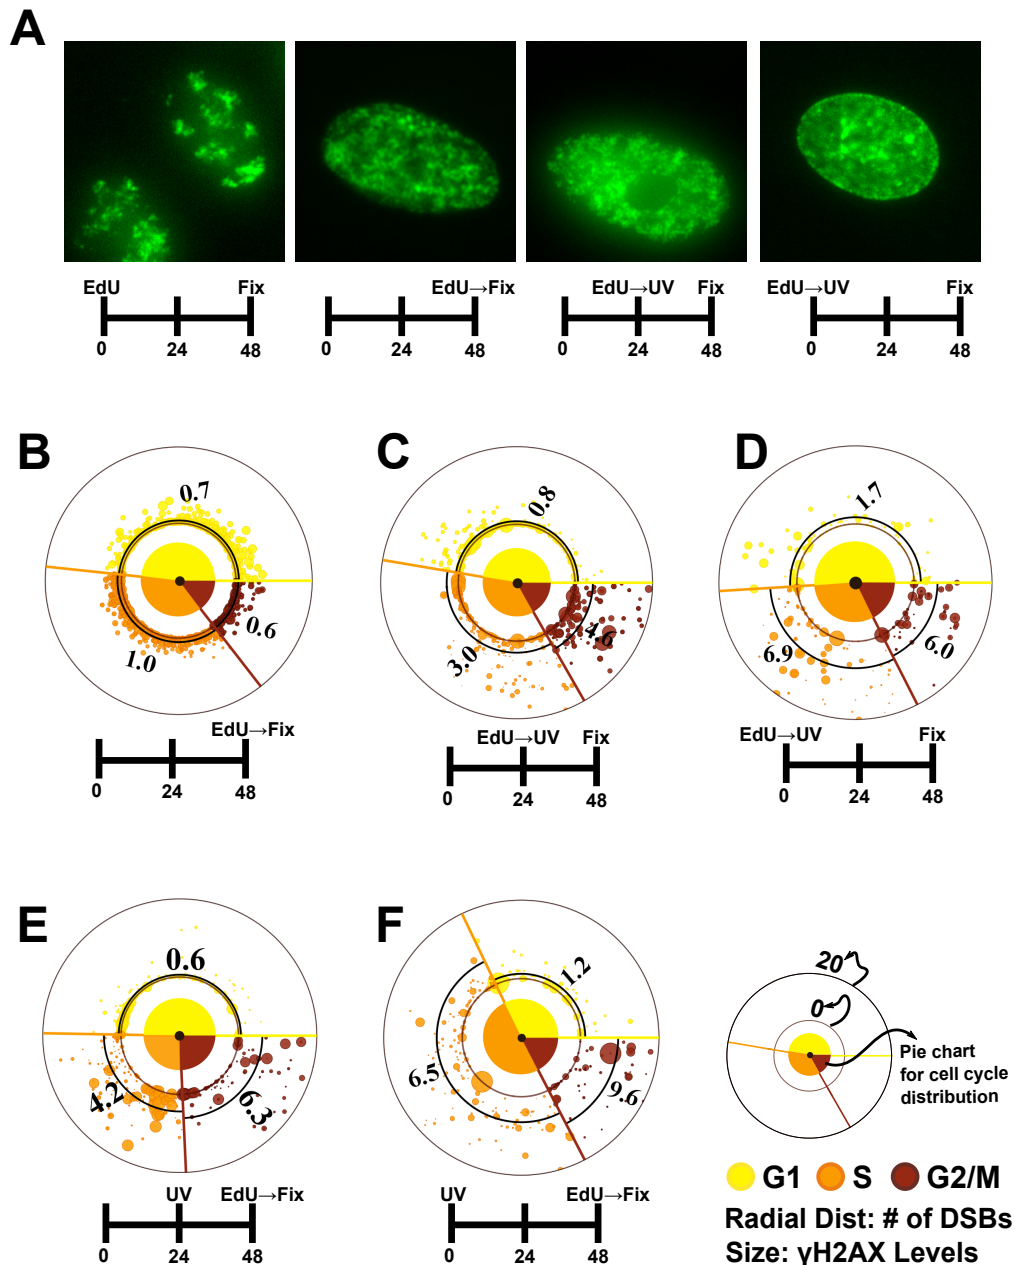 A
EdU Fix
0 24 48
EdU→Fix
0 24 48
EdU→UV Fix
0 24 48
EdU→UV Fix
0 24 48
B
0.7
1.0
0.6
EdU→Fix
0 24 48
C
0.8
3.0
4.6
EdU→UV Fix
0 24 48
D
1.7
6.9
6.0
EdU→UV Fix
0 24 48
E
0.6
4.2
6.3
UV EdU→Fix
0 24 48
F
1.2
6.5
9.6
UV EdU→Fix
0 24 48
20
0
Pie chart
for cell cycle
distribution
G1 S G2/M
Radial Dist: # of DSBs
Size: γH2AX Levels